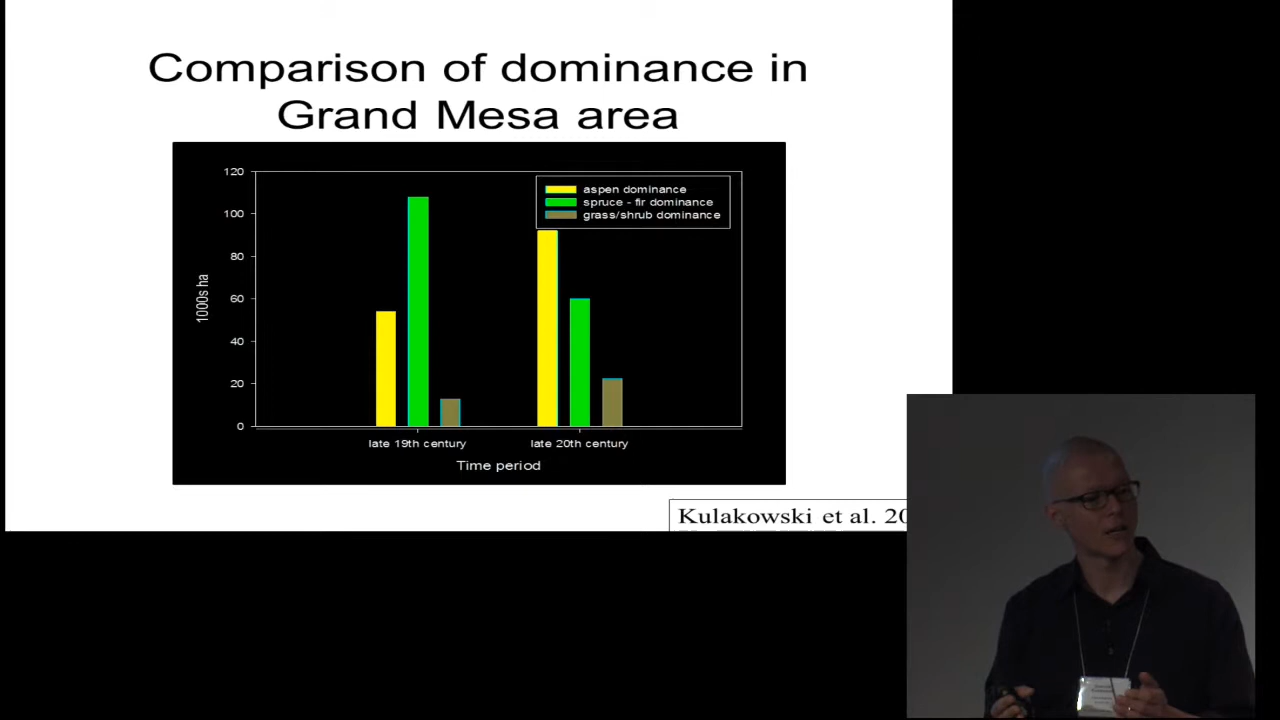 Comparison of dominance in
Grand Mesa area
120
100
80
60
40
20
0
1000s ha
aspen dominance
spruce - fir dominance
grass/shrub dominance
late 19th century
late 20th century
Time period
Kulakowski et al. 20